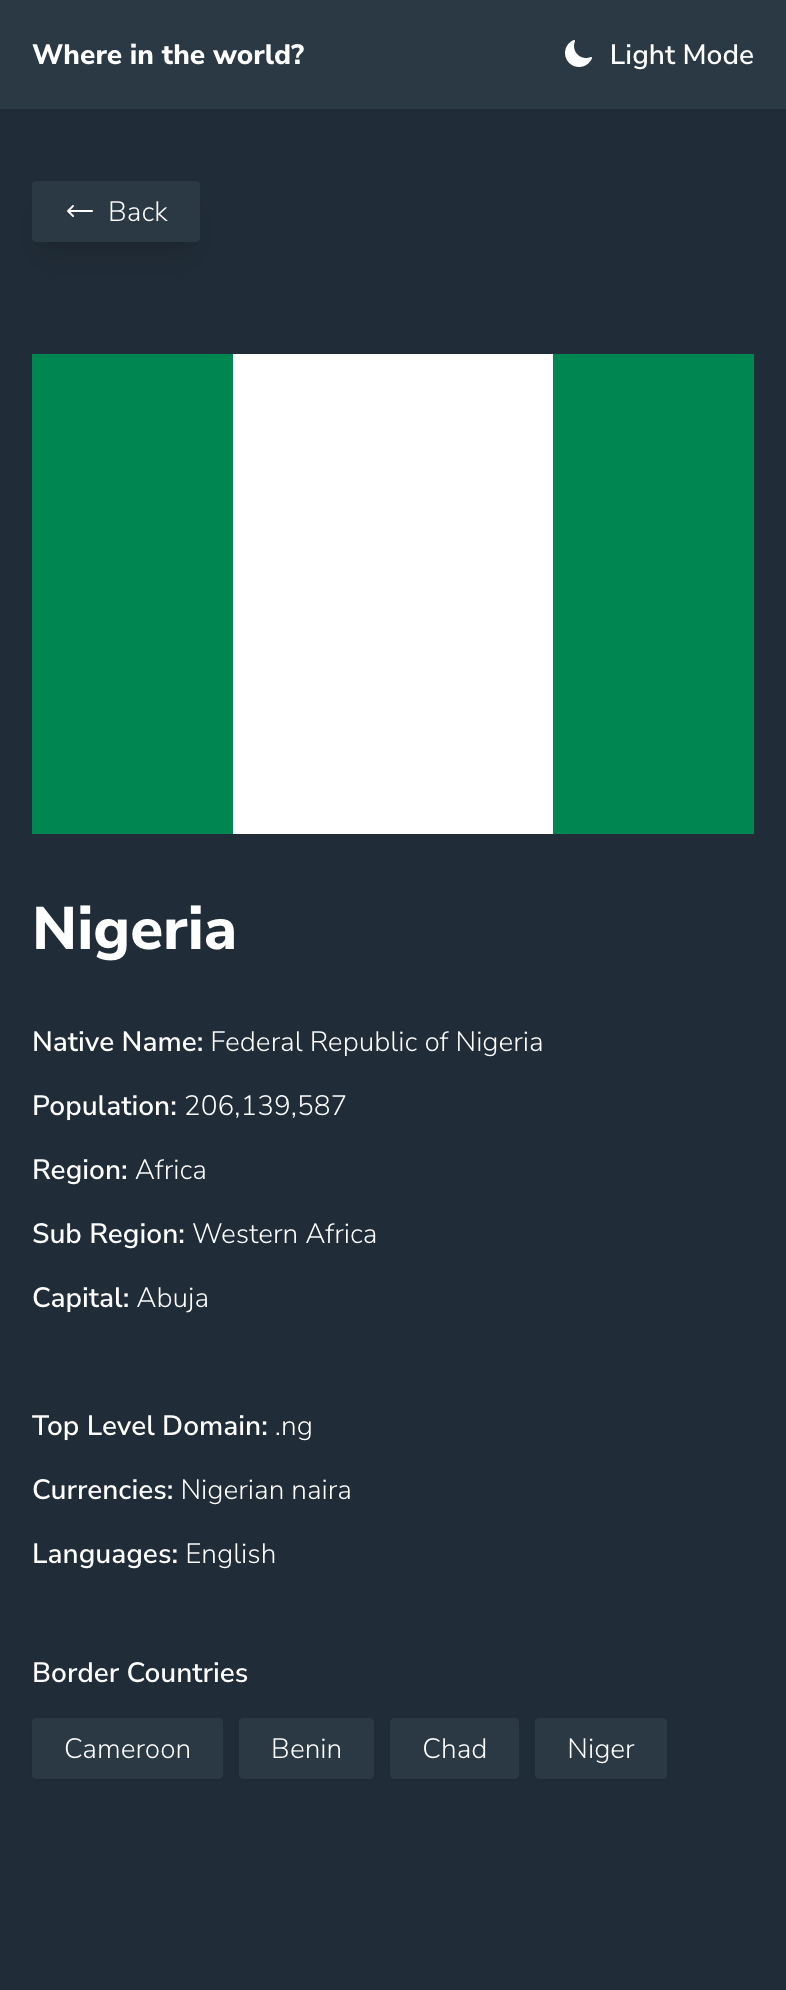 Where in the world?
Light Mode
Back
Nigeria
Native Name: Federal Republic of Nigeria
Population: 206,139,587
Region: Africa
Sub Region: Western Africa
Capital: Abuja
Top Level Domain: .ng
Currencies: Nigerian naira
Languages: English
Border Countries
Cameroon Benin Chad Niger